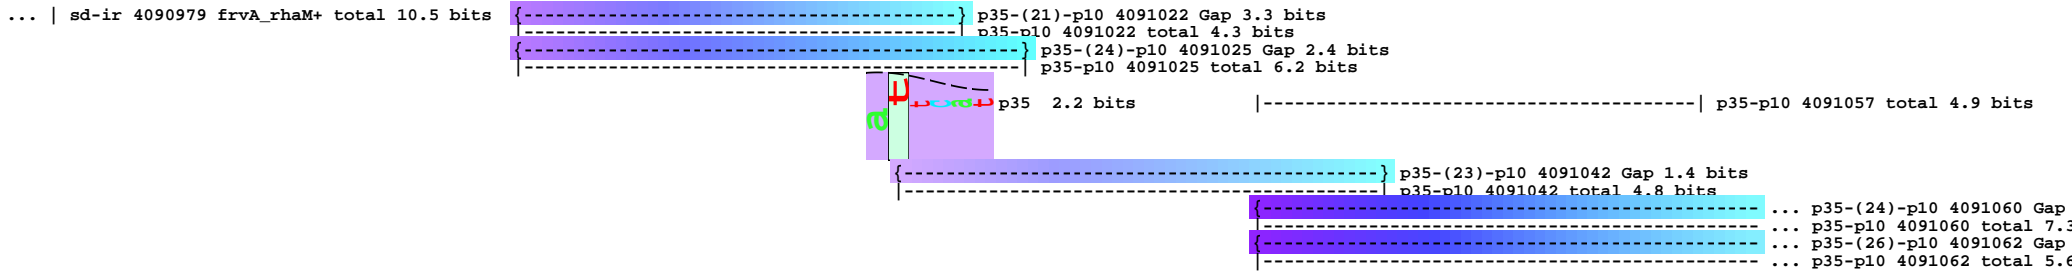 ... | sd-ir 4090979 frvA_rhaM+ total 10.5 bits {---------------------------------------------} p35-(21)-p10 4091022 Gap 3.3 bits
|---------------------------------------------| p35-p10 4091022 total 4.3 bits
{------------------------------------------------} p35-(24)-p10 4091025 Gap 2.4 bits
|------------------------------------------------| p35-p10 4091025 total 6.2 bits
a t t c a t p35 2.2 bits |----------------------------------| p35-p10 4091057 total 4.9 bits
{-----------------------------------------------} p35-(23)-p10 4091042 Gap 1.4 bits
|-----------------------------------------------| p35-p10 4091042 total 4.8 bits
{----------------------------------------------- ... p35-(24)-p10 4091060 Gap
|----------------------------------------------- ... p35-p10 4091060 total 7.3
{----------------------------------------------- ... p35-(26)-p10 4091062 Gap
|----------------------------------------------- ... p35-p10 4091062 total 5.6